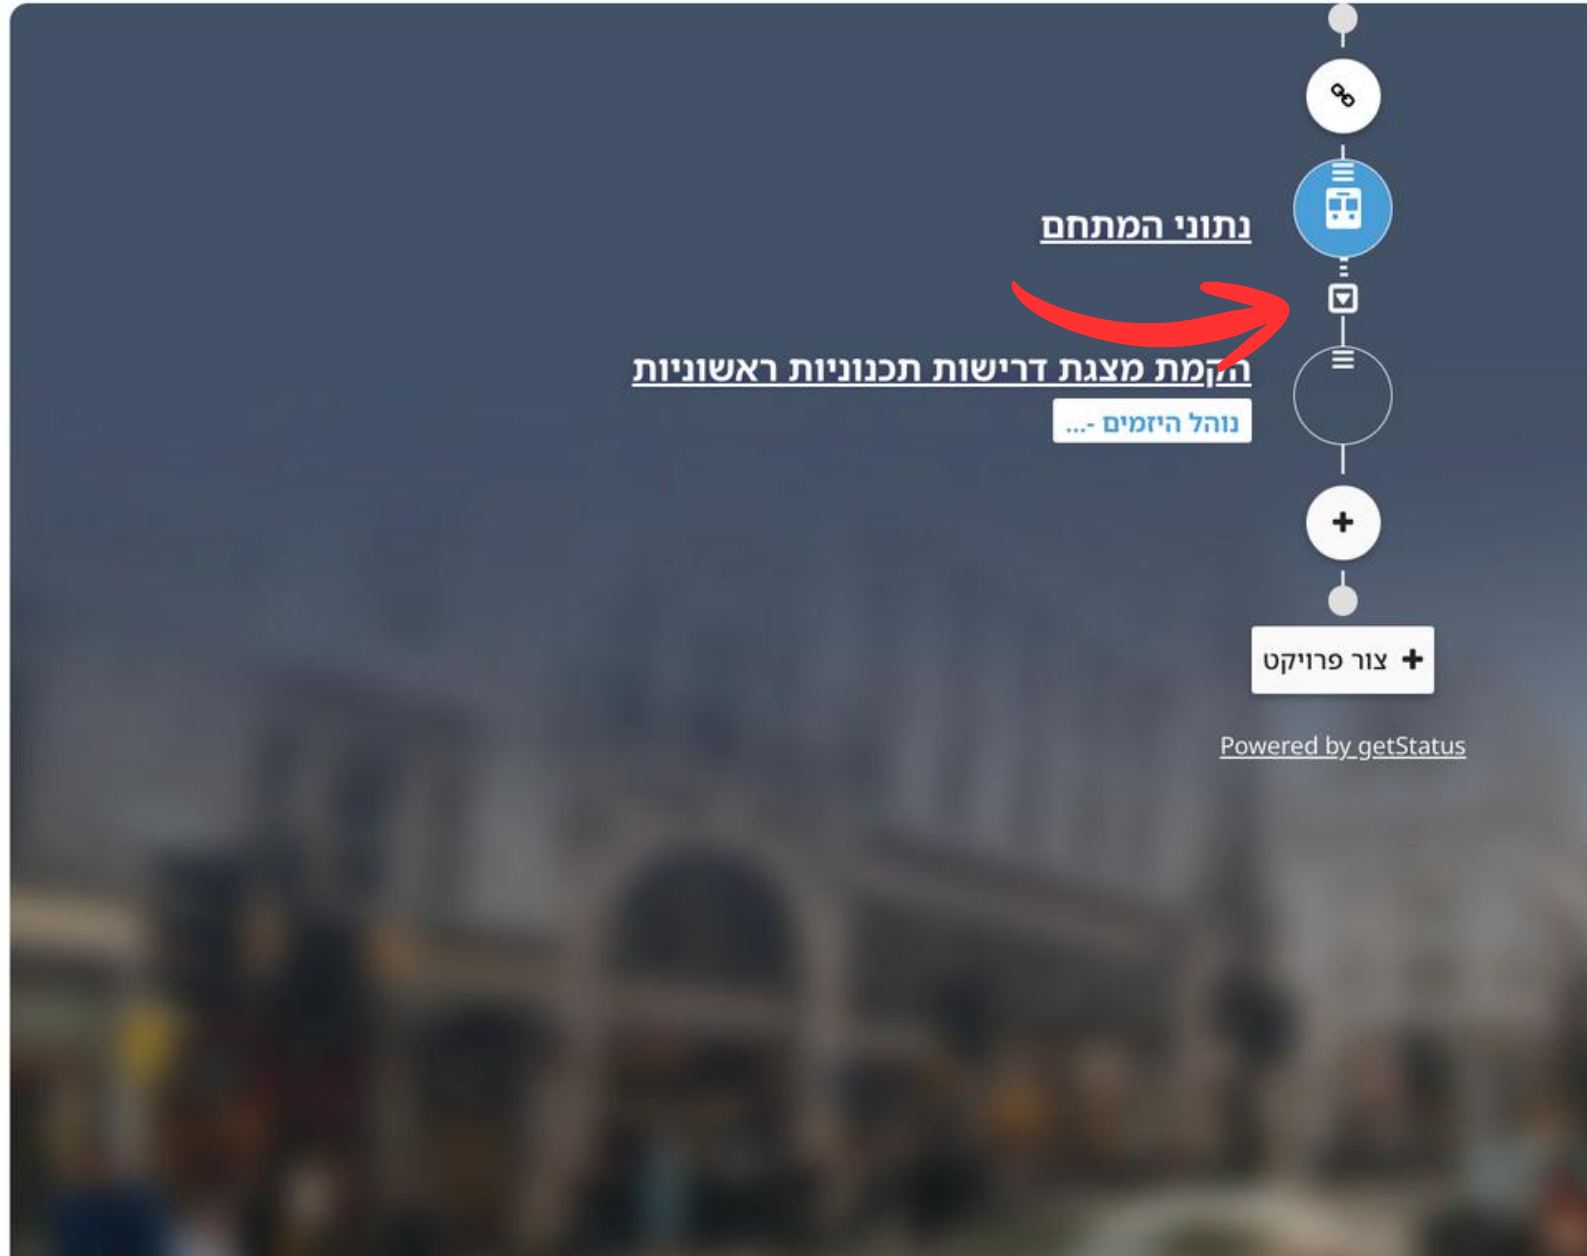 נתוני המתחם
הקמת מצגת דרישות תכנוניות ראשוניות
נוהל היזמים -...
+ צור פרויקט
Powered by getStatus